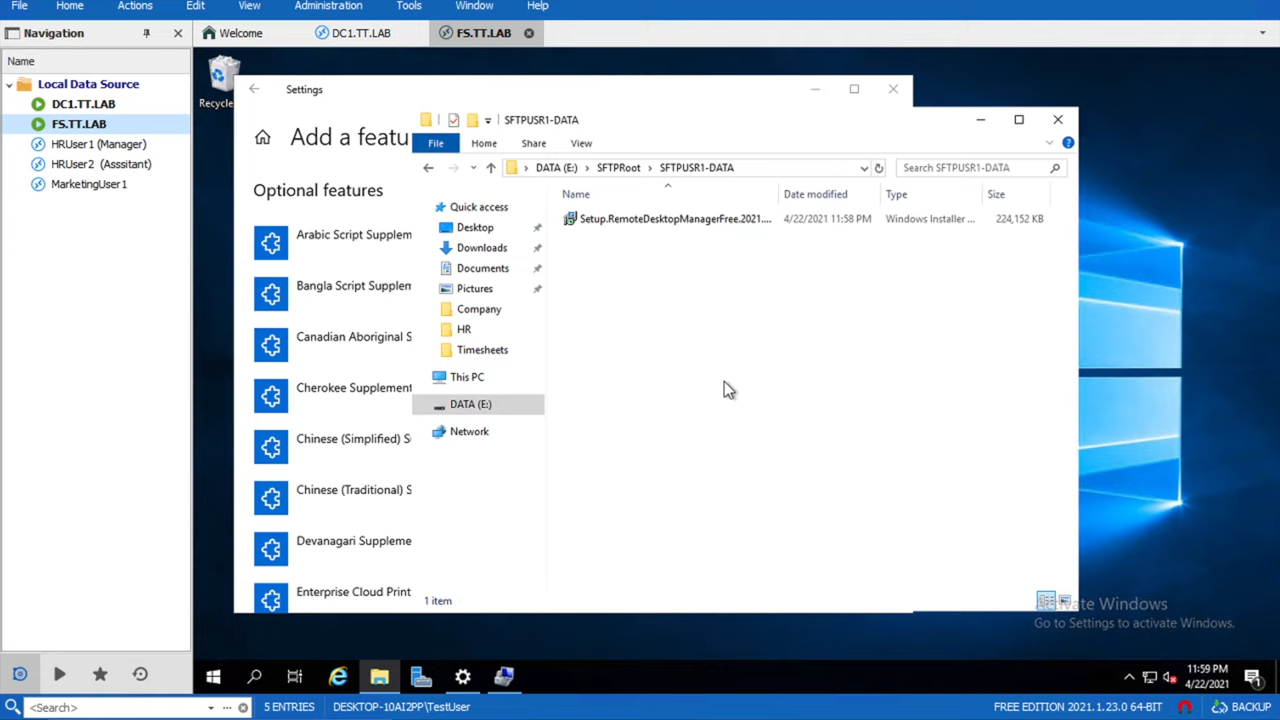 File Home Actions Edit View Administration Tools Window Help
Navigation
Welcome
DC1.TT.LAB
FS.TT.LAB
Name
Local Data Source
DC1.TT.LAB
FS.TT.LAB
HRUser1 (Manager)
HRUser2 (Asssitant)
MarketingUser1
Settings
Add a featu
Optional features
Arabic Script Supplem
Bangla Script Supplem
Canadian Aboriginal S
Cherokee Supplement
Chinese (Simplified) S
Chinese (Traditional) S
Devanagari Suppleme
Enterprise Cloud Print
SFTPUSR1-DATA
File Home Share View
DATA (E:) › SFTPRoot › SFTPUSR1-DATA
Search SFTPUSR1-DATA
Name Date modified Type Size
Setup.RemoteDesktopManagerFree.2021.... 4/22/2021 11:58 PM Windows Installer ... 224,152 KB
Quick access
Desktop
Downloads
Documents
Pictures
Company
HR
Timesheets
This PC
DATA (E:)
Network
1 item
Activate Windows
Go to Settings to activate Windows.
11:59 PM
4/22/2021
1
<Search>
5 ENTRIES
DESKTOP-10AI2PP\TestUser
FREE EDITION 2021.1.23.0 64-BIT
BACKUP